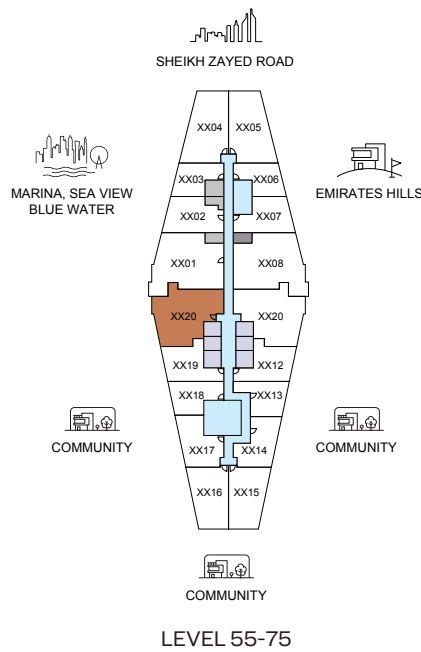 SHEIKH ZAYED ROAD
XX04 XX05
XX03 XX06
MARINA, SEA VIEW
BLUE WATER
EMIRATES HILLS
XX02 XX07
XX01 XX08
XX20 XX20
XX19 XX12
XX18 XX13
COMMUNITY
COMMUNITY
XX17 XX14
XX16 XX15
COMMUNITY
LEVEL 55-75